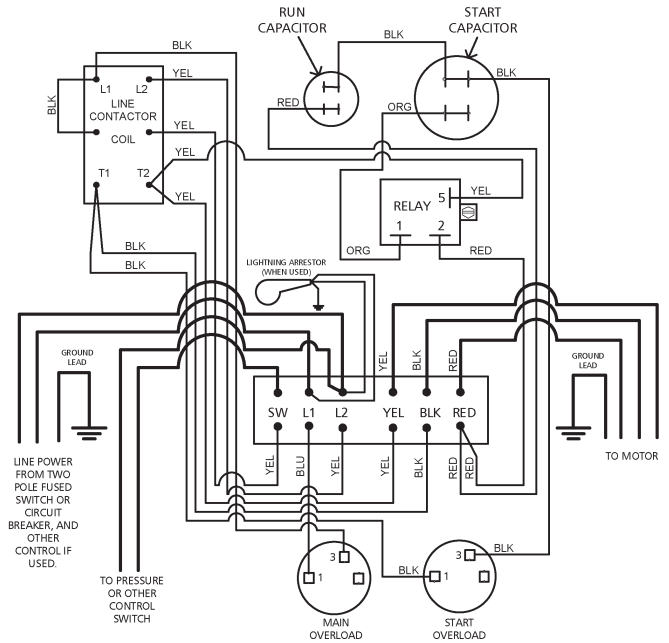 RUN
CAPACITOR
START
CAPACITOR
BLK
BLK
BLK
YEL
L1
L2
LINE
CONTACTOR
BLK
RED
ORG
YEL
COIL
YEL
T1
T2
YEL
5
YEL
RELAY
1
2
BLK
ORG
RED
BLK
LIGHTNING ARRESTOR
(WHEN USED)
GROUND
LEAD
YEL
BLK
RED
GROUND
LEAD
SW
L1
L2
YEL
BLK
RED
TO MOTOR
LINE POWER
FROM TWO
POLE FUSED
SWITCH OR
CIRCUIT
BREAKER, AND
OTHER
CONTROL IF
USED.
YEL
BLU
YEL
YEL
BLK
RED
RED
3
1
BLK
1
3
BLK
TO PRESSURE
OR OTHER
CONTROL
SWITCH
MAIN
OVERLOAD
START
OVERLOAD